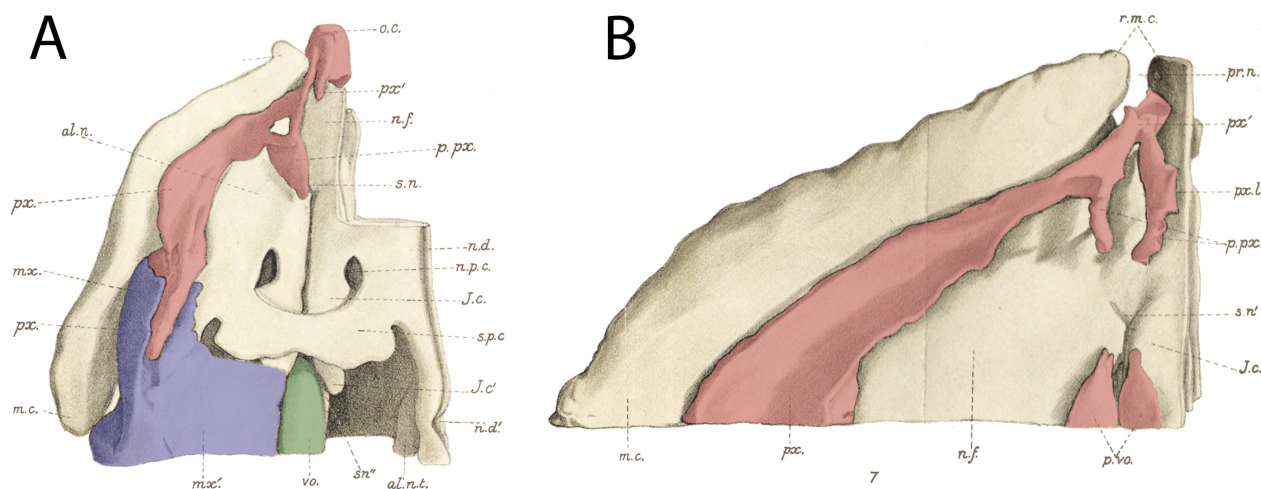 A
o.c.
px'
al.n.
n.f.
p.px.
s.n.
px.
n.d.
n.p.c.
mx.
J.c.
px.
s.p.c
J.c'
m.c.
n.d'.
mx'.
vo.
sn"
al.n.t.
B
r.m.c.
pr.n.
px'
px.l
p.px.
s.n'
J.c.
m.c.
px.
n.f.
p.vo.
7